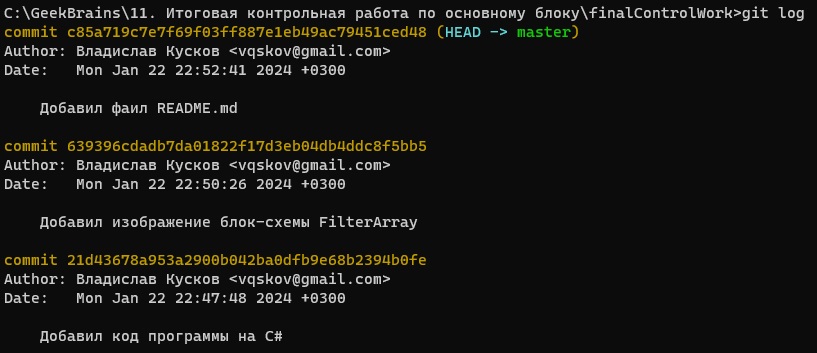 C:\GeekBrains\11. Итоговая контрольная работа по основному блоку\finalControlWork>git log
commit c85a719c7e7f69f03ff887e1eb49ac79451ced48 (HEAD -> master)
Author: Владислав Кусков <vqskov@gmail.com>
Date:   Mon Jan 22 22:52:41 2024 +0300
Добавил фаил README.md
commit 639396cdadb7da01822f17d3eb04db4ddc8f5bb5
Author: Владислав Кусков <vqskov@gmail.com>
Date:   Mon Jan 22 22:50:26 2024 +0300
Добавил изображение блок-схемы FilterArray
commit 21d43678a953a2900b042ba0dfb9e68b2394b0fe
Author: Владислав Кусков <vqskov@gmail.com>
Date:   Mon Jan 22 22:47:48 2024 +0300
Добавил код программы на C#